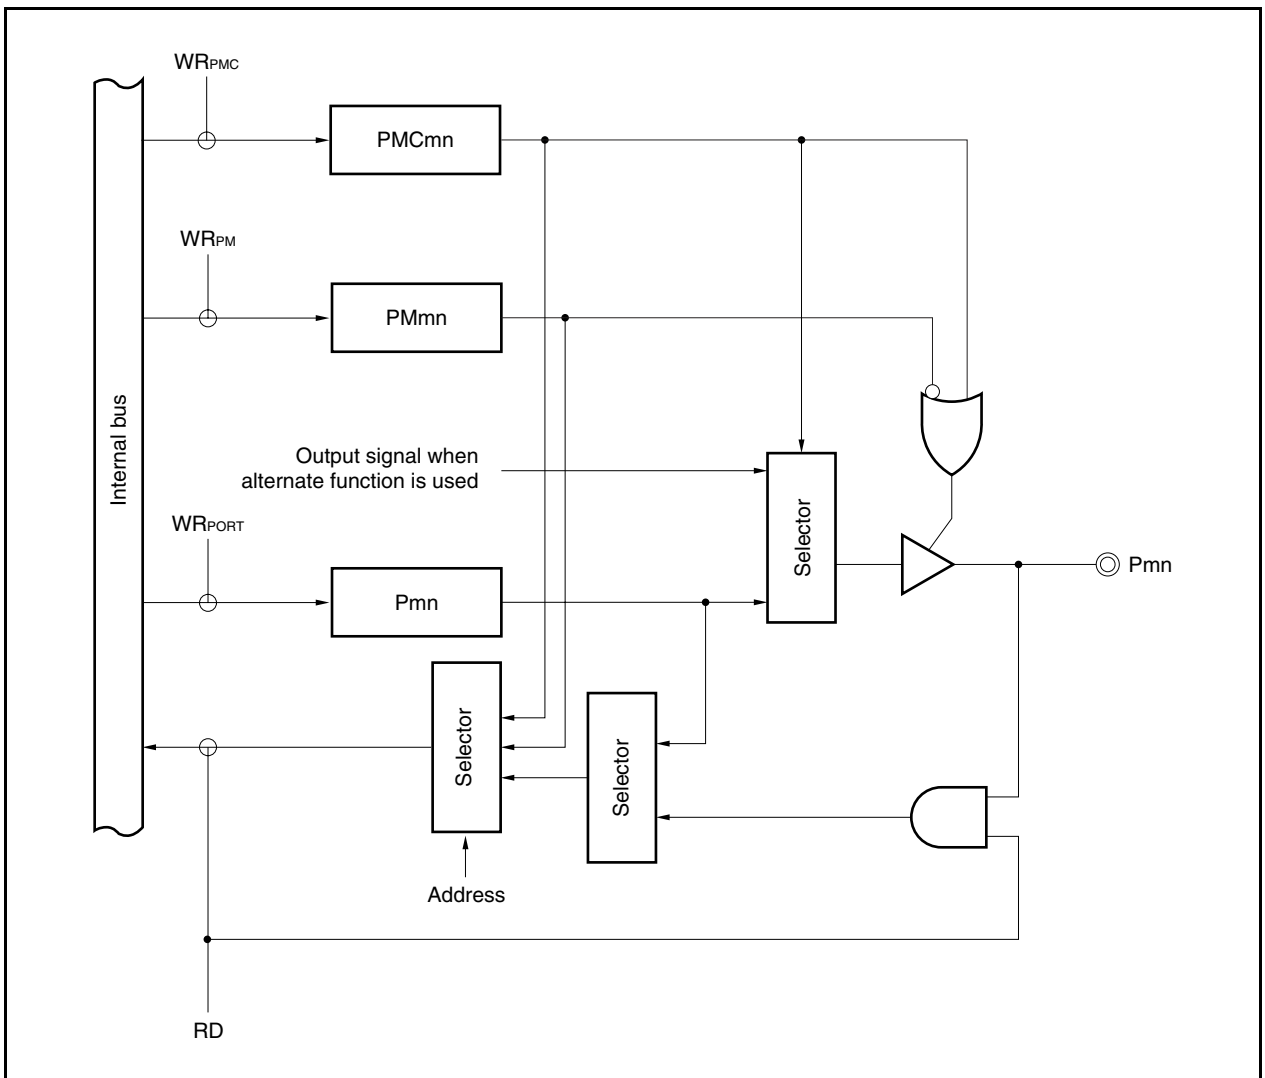 WRPMC
PMCmn
WRPM
PMmn
Internal bus
Output signal when
alternate function is used
Selector
WRPORT
Pmn
Pmn
Selector
Selector
Address
RD